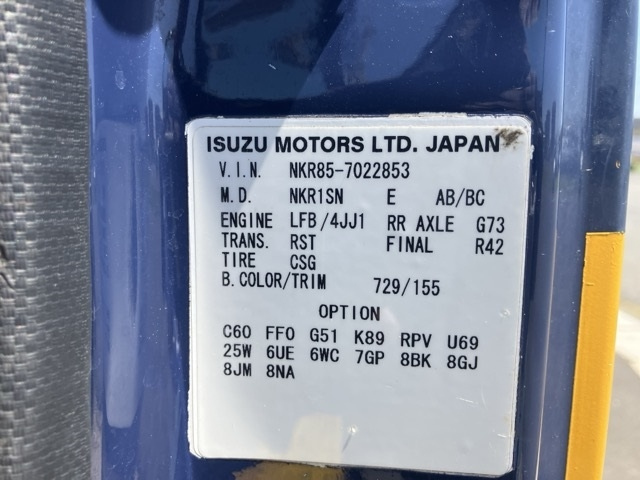 ISUZU MOTORS LTD. JAPAN
V.I.N. NKR85-7022853
M.D. NKR1SN E AB/BC
ENGINE LFB/4JJ1 RR AXLE G73
TRANS. RST FINAL R42
TIRE CSG
B.COLOR/TRIM 729/155
OPTION
C60 FF0 G51 K89 RPV U69
25W 6UE 6WC 7GP 8BK 8GJ
8JM 8NA